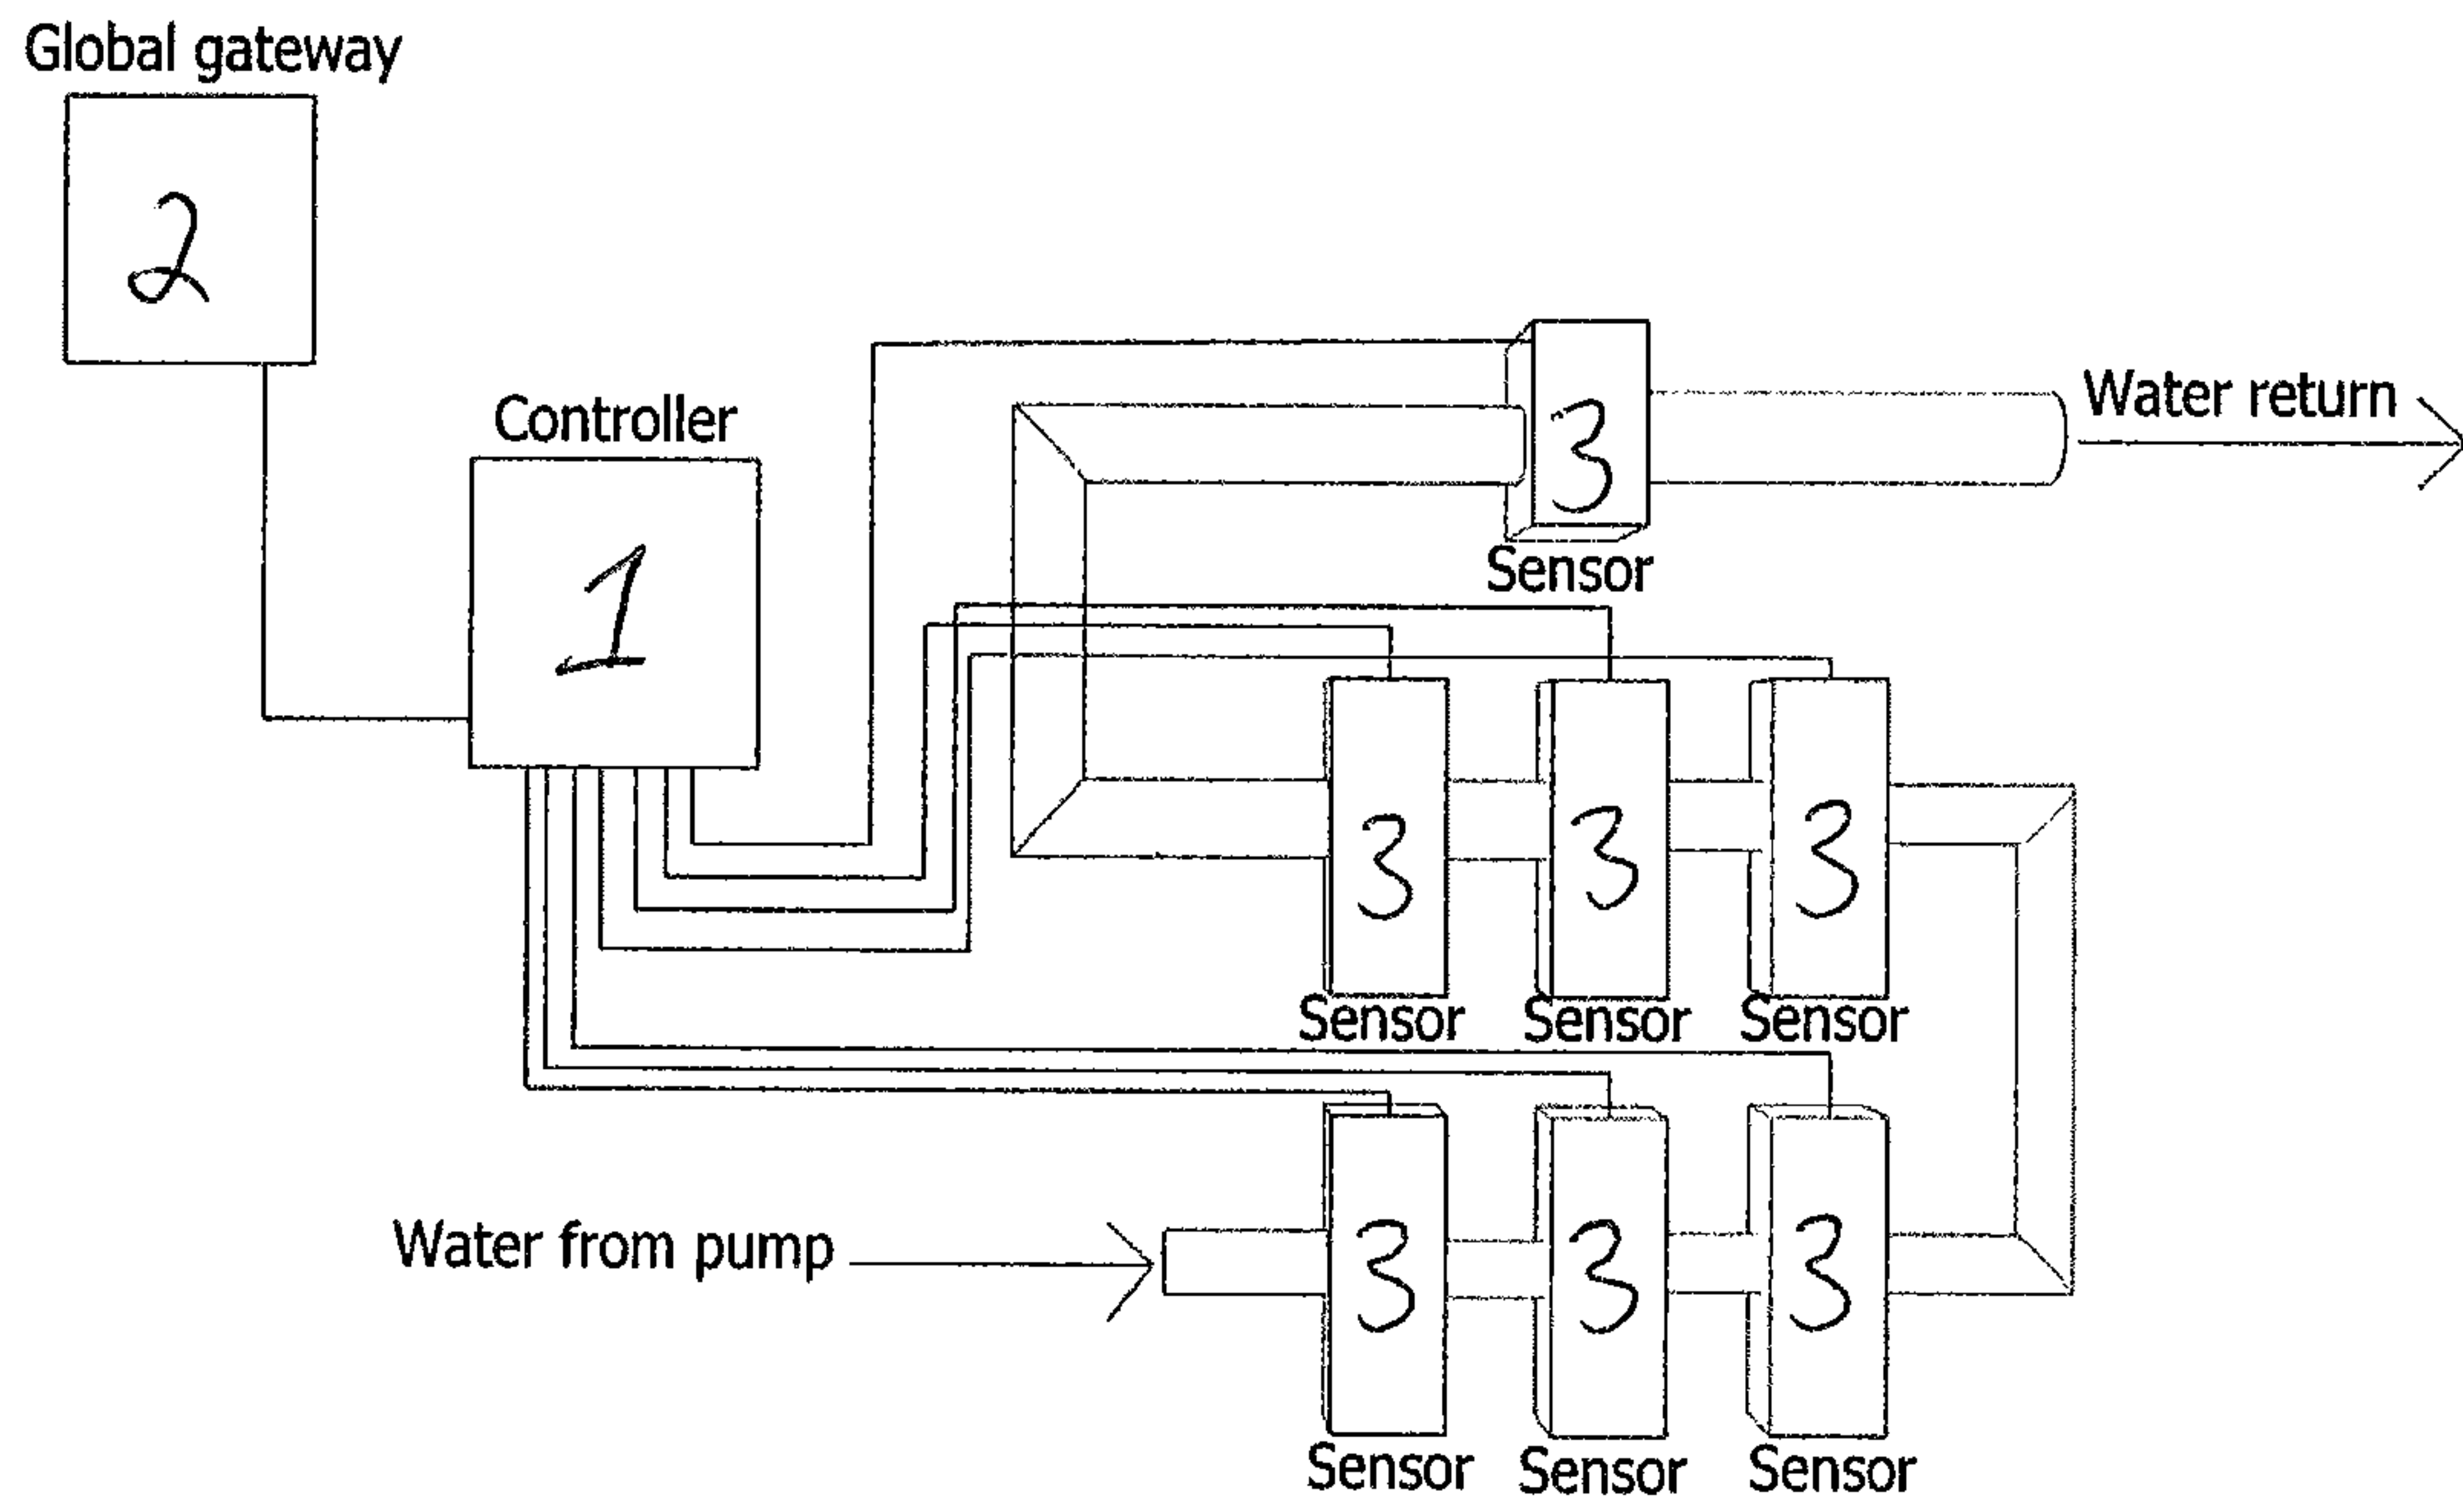 Global gateway
2
Controller
1
Water return
3
Sensor
3
3
3
Sensor
Sensor
Sensor
Water from pump
3
3
3
Sensor
Sensor
Sensor